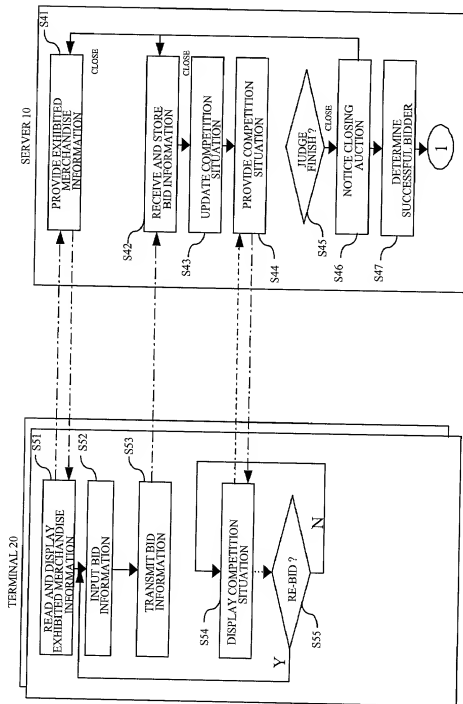 TERMINAL 20
S51
READ AND DISPLAY
EXHIBITED MERCHANDISE
INFORMATION
S52
INPUT BID
INFORMATION
S53
TRANSMIT BID
INFORMATION
S54
DISPLAY COMPETITION
SITUATION
RE-BID ?
S55
Y
N
SERVER 10
S41
PROVIDE EXHIBITED
MERCHANDISE
INFORMATION
CLOSE
S42
RECEIVE AND STORE
BID INFORMATION
CLOSE
S43
UPDATE COMPETITION
SITUATION
S44
PROVIDE COMPETITION
SITUATION
S45
JUDGE
FINISH ?
CLOSE
S46
NOTICE CLOSING
AUCTION
S47
DETERMINE
SUCCESSFUL BIDDER
1